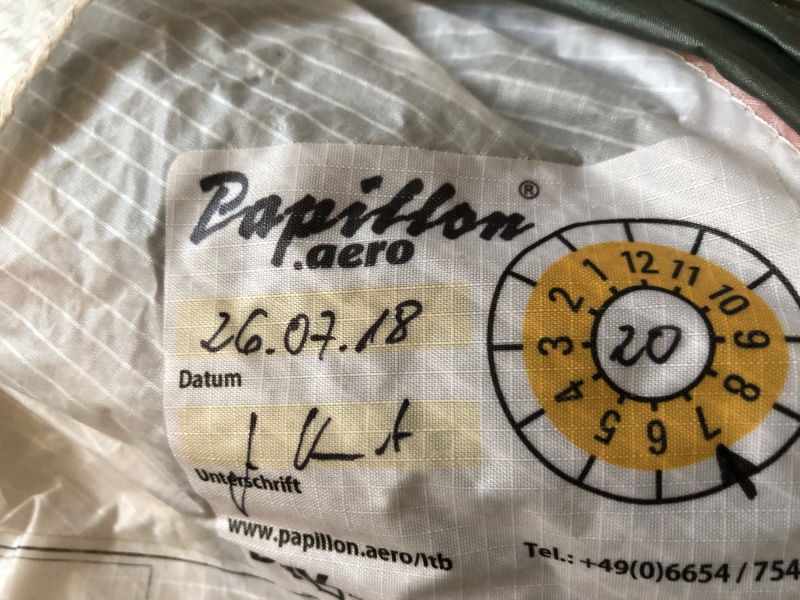 Papillon®
.aero
26.07.18
Datum
Unterschrift
www.papillon.aero/ltb
12
11
10
9
8
7
6
5
4
3
2
1
20
Tel.: +49(0)6654 / 754